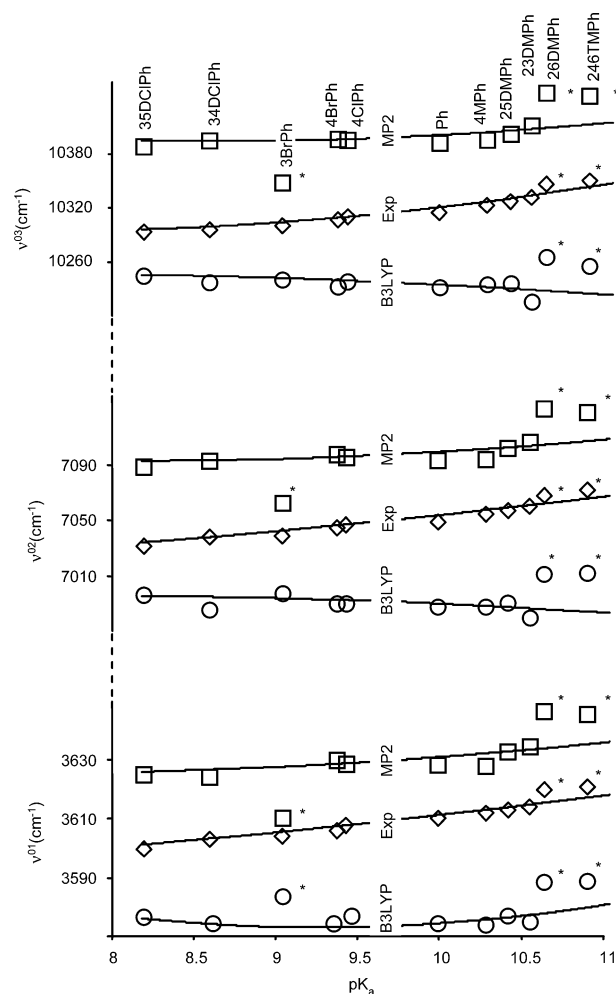 35DClPh
34DClPh
3BrPh
4BrPh
4ClPh
Ph
4MPh
25DMPh
23DMPh
26DMPh
246TMPh
* *
MP2
10380
*
* *
Exp
10320
ν03(cm-1)
10260
B3LYP
* *
MP2
7090
*
* *
Exp
7050
ν02(cm-1)
7010
B3LYP
* *
MP2
3630
* *
Exp
3610
*
ν01(cm-1)
3590
* * *
B3LYP
8 8.5 9 9.5 10 10.5 11
pKa